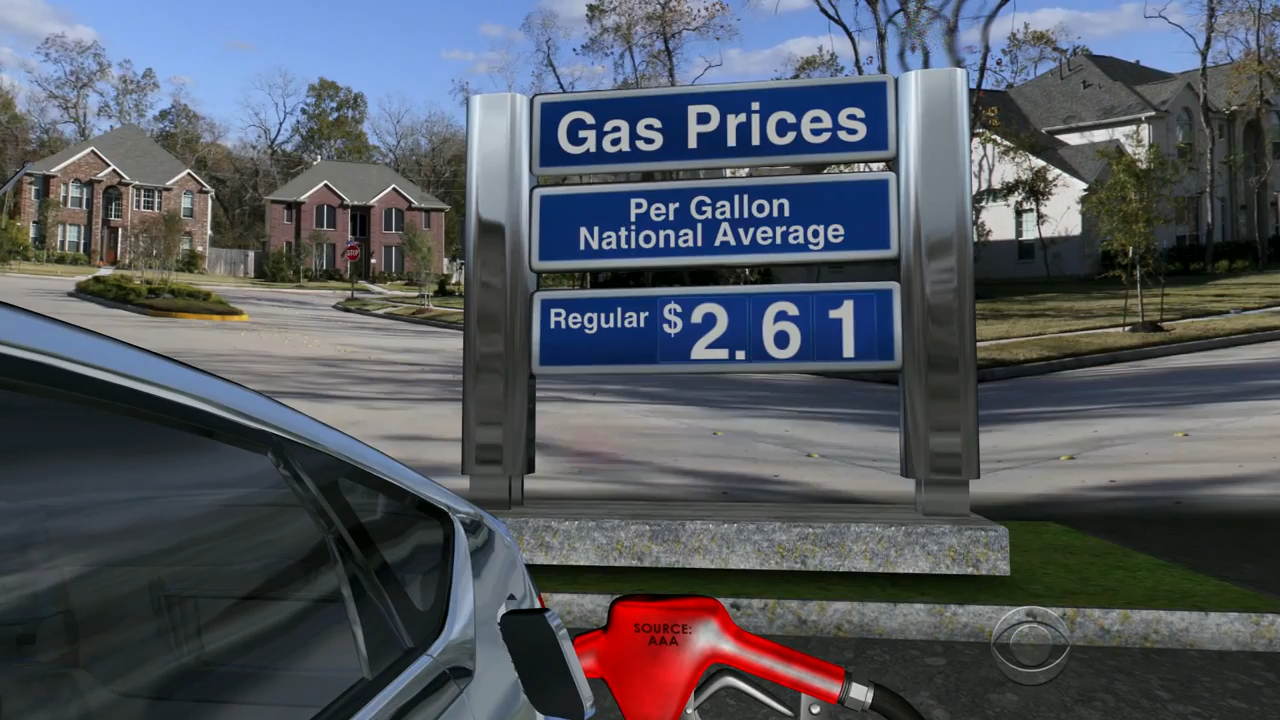 Gas Prices
Per Gallon
National Average
Regular $2.61
STOP
SOURCE:
AAA